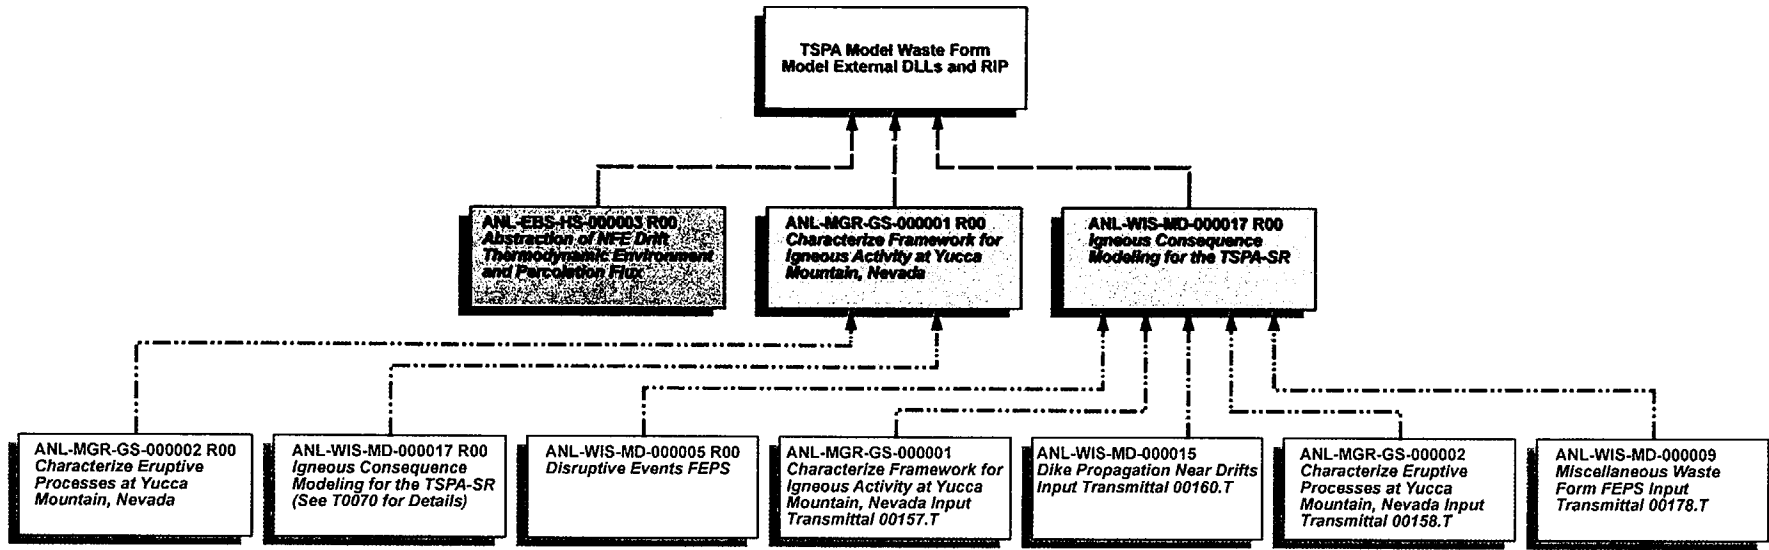 TSPA Model Waste Form
Model External DLLs and RIP
ANL-EBS-HS-000003 R00
Abstraction of NFE Drift
Thermodynamic Environment
and Percolation Flux
ANL-MGR-GS-000001 R00
Characterize Framework for
Igneous Activity at Yucca
Mountain, Nevada
ANL-WIS-MD-000017 R00
Igneous Consequence
Modeling for the TSPA-SR
ANL-MGR-GS-000002 R00
Characterize Eruptive
Processes at Yucca
Mountain, Nevada
ANL-WIS-MD-000017 R00
Igneous Consequence
Modeling for the TSPA-SR
(See T0070 for Details)
ANL-WIS-MD-000005 R00
Disruptive Events FEPS
ANL-MGR-GS-000001
Characterize Framework for
Igneous Activity at Yucca
Mountain, Nevada Input
Transmittal 00157.T
ANL-WIS-MD-000015
Dike Propagation Near Drifts
Input Transmittal 00160.T
ANL-MGR-GS-000002
Characterize Eruptive
Processes at Yucca
Mountain, Nevada Input
Transmittal 00158.T
ANL-WIS-MD-000009
Miscellaneous Waste
Form FEPS Input
Transmittal 00178.T